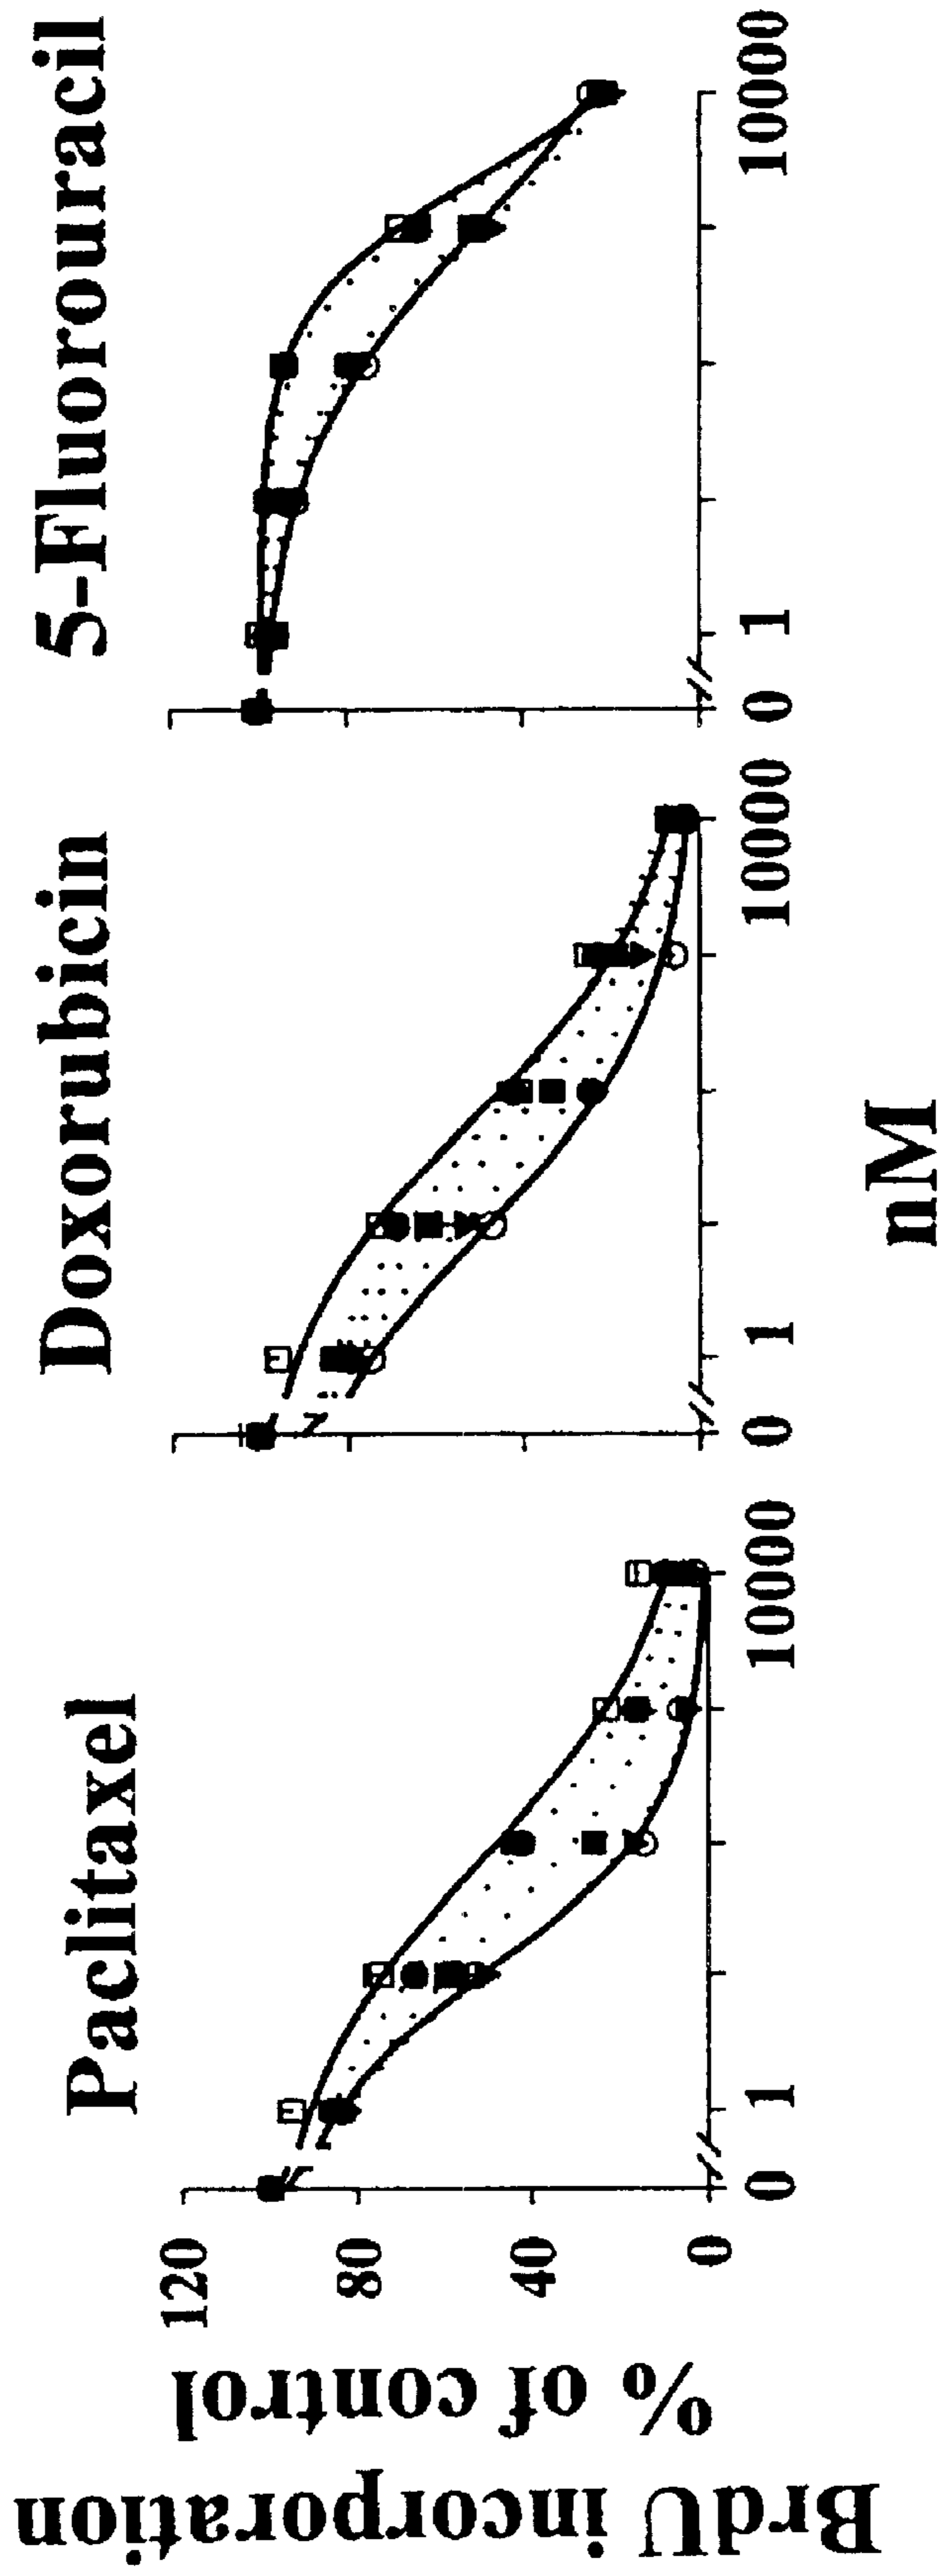 Paclitaxel
Doxorubicin
5-Fluorouracil
BrdU incorporation
% of control
120
80
40
0
0 1 10000
0 1 10000
0 1 10000
nM